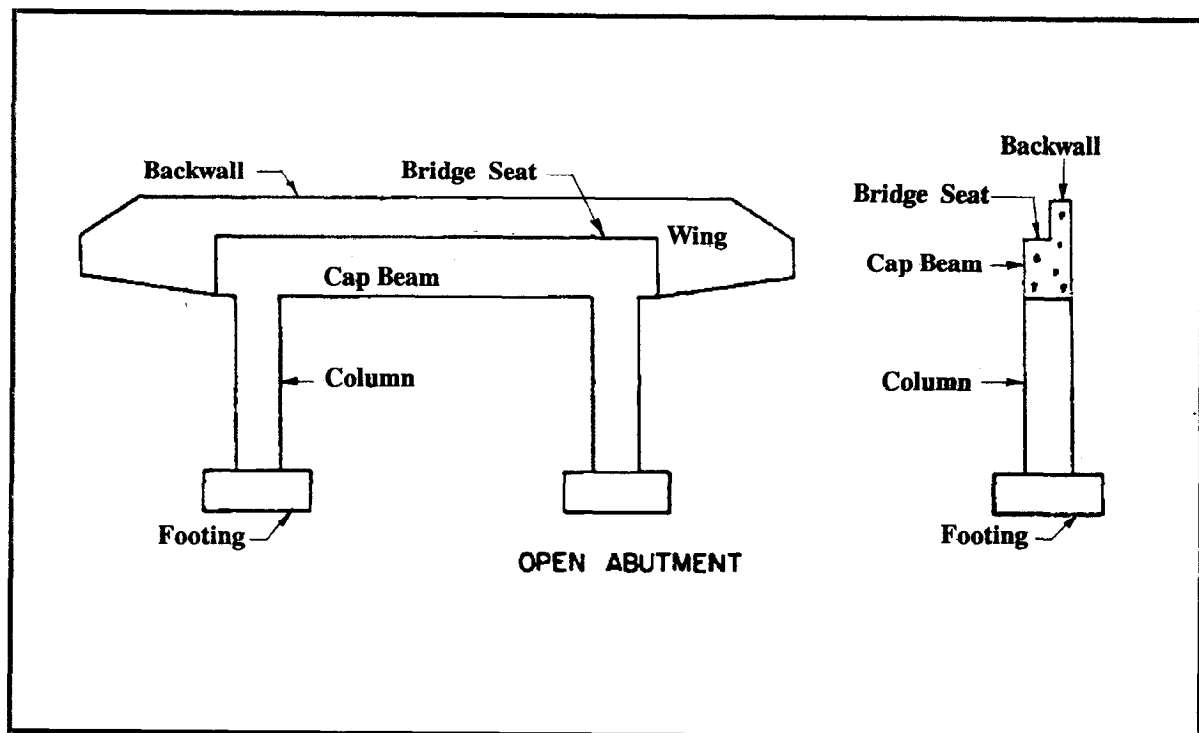 Backwall
Bridge Seat
Wing
Cap Beam
Column
Footing
Backwall
Bridge Seat
Cap Beam
Column
Footing
OPEN ABUTMENT